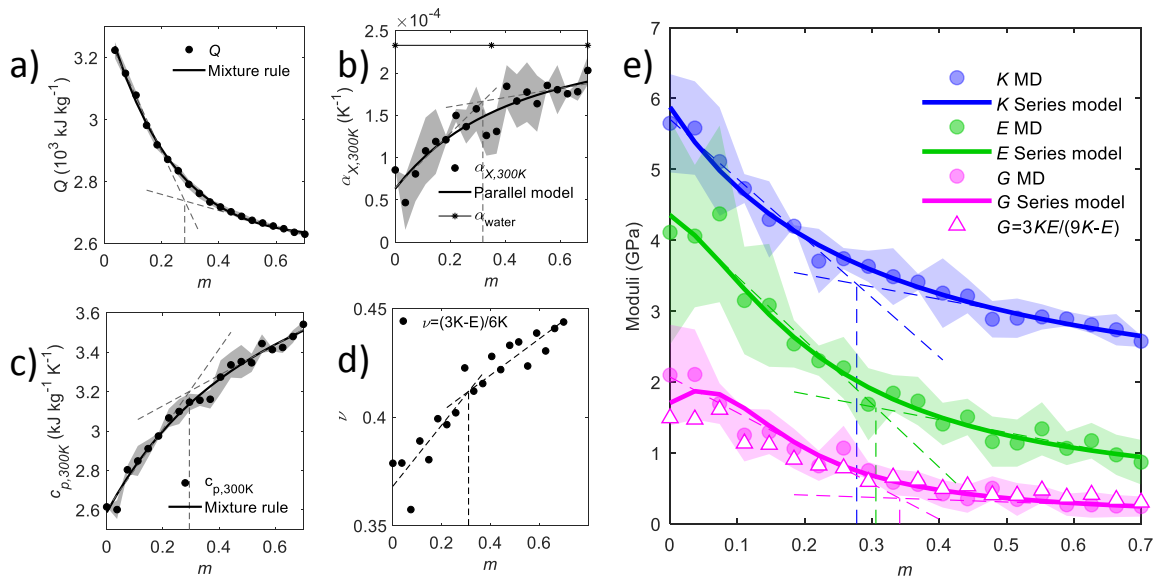 a)
3.2
3
2.8
2.6
Q (10³ kJ kg⁻¹)
Q
Mixture rule
0 0.2 0.4 0.6
m
b)
×10⁻⁴
2
1.5
1
0.5
0
α_X,300K (K⁻¹)
α_X,300K
Parallel model
α_water
0 0.2 0.4 0.6
m
c)
3.6
3.4
3.2
3.0
2.8
2.6
c_p,300K (kJ kg⁻¹ K⁻¹)
c_p,300K
Mixture rule
0 0.2 0.4 0.6
m
d)
0.45
0.4
0.35
ν
ν=(3K-E)/6K
0 0.2 0.4 0.6 0.8
m
e)
6
5
4
3
2
1
0
Moduli (GPa)
K MD
K Series model
E MD
E Series model
G MD
G Series model
G=3KE/(9K-E)
0 0.1 0.2 0.3 0.4 0.5 0.6 0.7
m